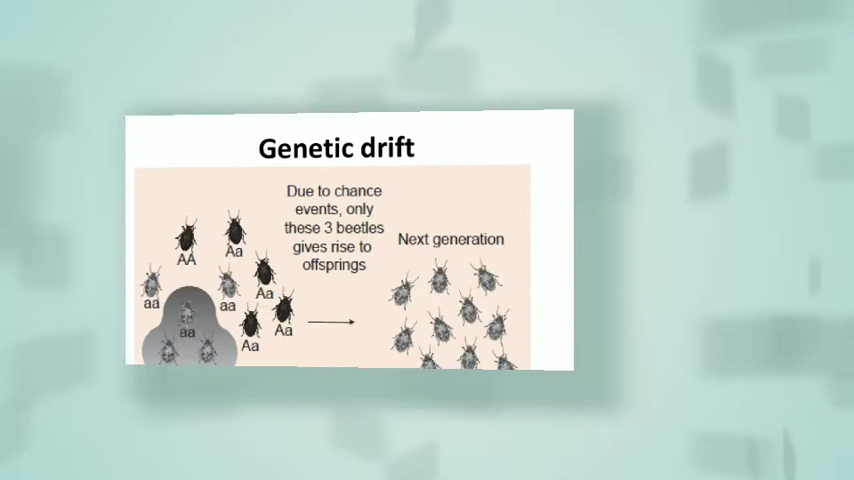 Genetic drift
Due to chance
events, only
these 3 beetles
gives rise to
offsprings
Next generation
AA
Aa
aa
aa
Aa
aa
Aa
Aa